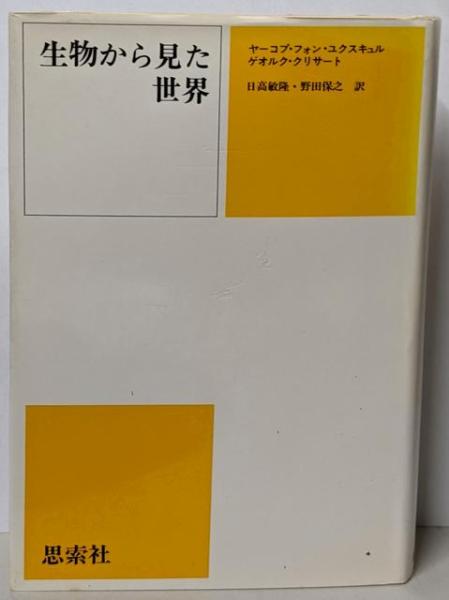 生物から見た
世界
ヤーコプ・フォン・ユクスキュル
ゲオルク・クリサート
日高敏隆・野田保之 訳
思索社